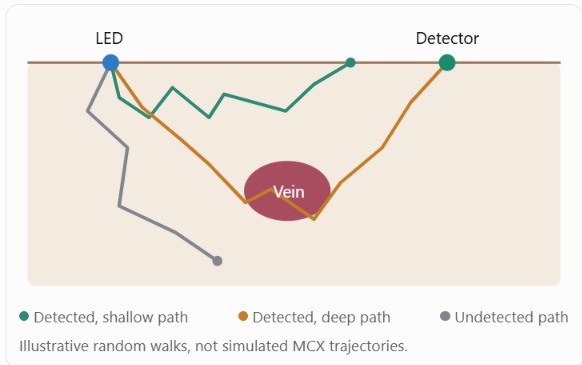 LED Detector
Vein
Detected, shallow path Detected, deep path Undetected path
Illustrative random walks, not simulated MCX trajectories.